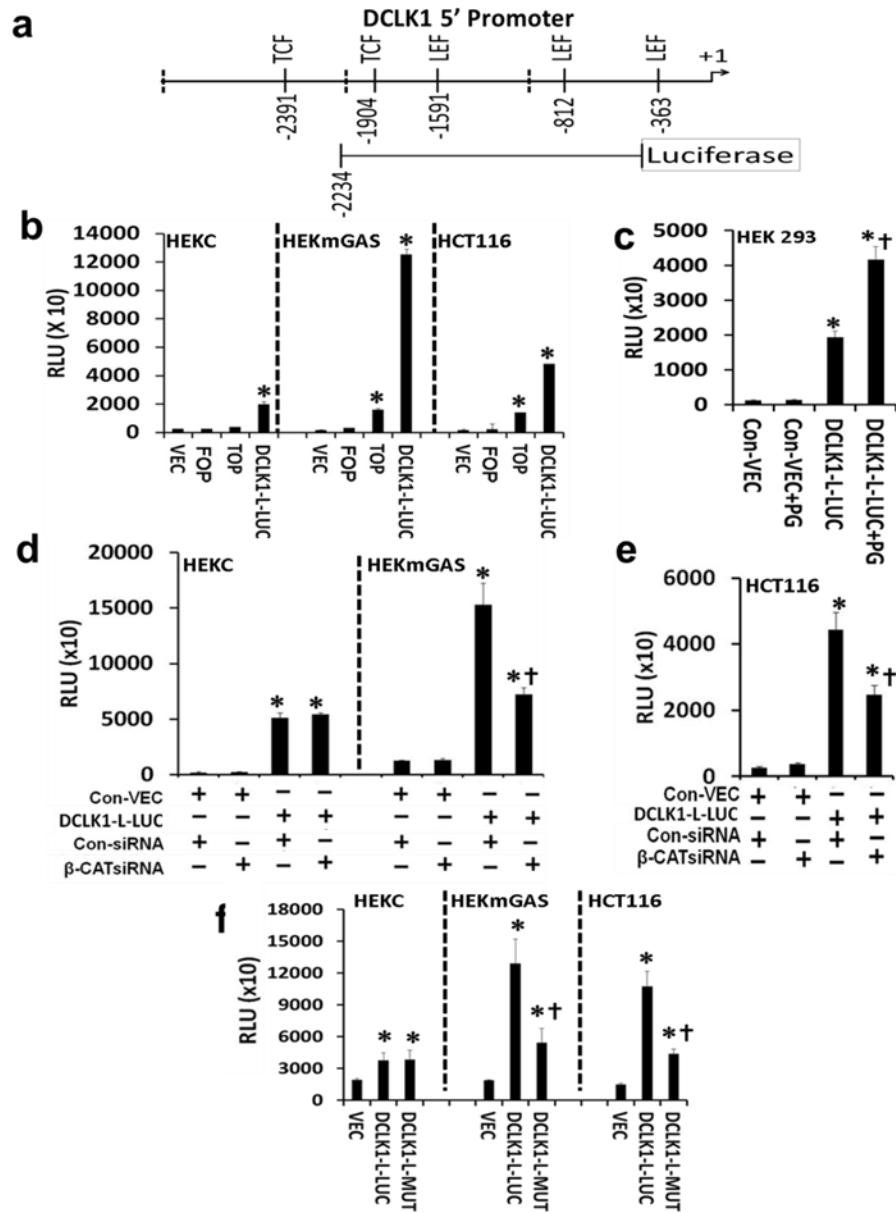 a
DCLK1 5’ Promoter
TCF TCF LEF LEF LEF +1
-2391 -1904 -1591 -812 -363
Luciferase
-2234
b
HEKC HEKmGAS HCT116
RLU (X 10)
14000
12000
10000
8000
6000
4000
2000
0
* * * * *
VEC FOP TOP DCLK1-L-LUC VEC FOP TOP DCLK1-L-LUC VEC FOP TOP DCLK1-L-LUC
c
HEK 293
RLU (x10)
5000
4000
3000
2000
1000
0
* *†
Con-VEC Con-VEC+PG DCLK1-L-LUC DCLK1-L-LUC+PG
d
HEKC HEKmGAS
RLU (x10)
20000
15000
10000
5000
0
* * * *†
Con-VEC + + − − + + − −
DCLK1-L-LUC − − + + − − + +
Con-siRNA + − + − + − + −
β-CATsiRNA − + − + − + − +
e
HCT116
RLU (x10)
6000
4000
2000
0
* *†
Con-VEC + + − −
DCLK1-L-LUC − − + +
Con-siRNA + − + −
β-CATsiRNA − + − +
f
HEKC HEKmGAS HCT116
RLU (x10)
18000
15000
12000
9000
6000
3000
0
* * * *† * *†
VEC DCLK1-L-LUC DCLK1-L-MUT VEC DCLK1-L-LUC DCLK1-L-MUT VEC DCLK1-L-LUC DCLK1-L-MUT